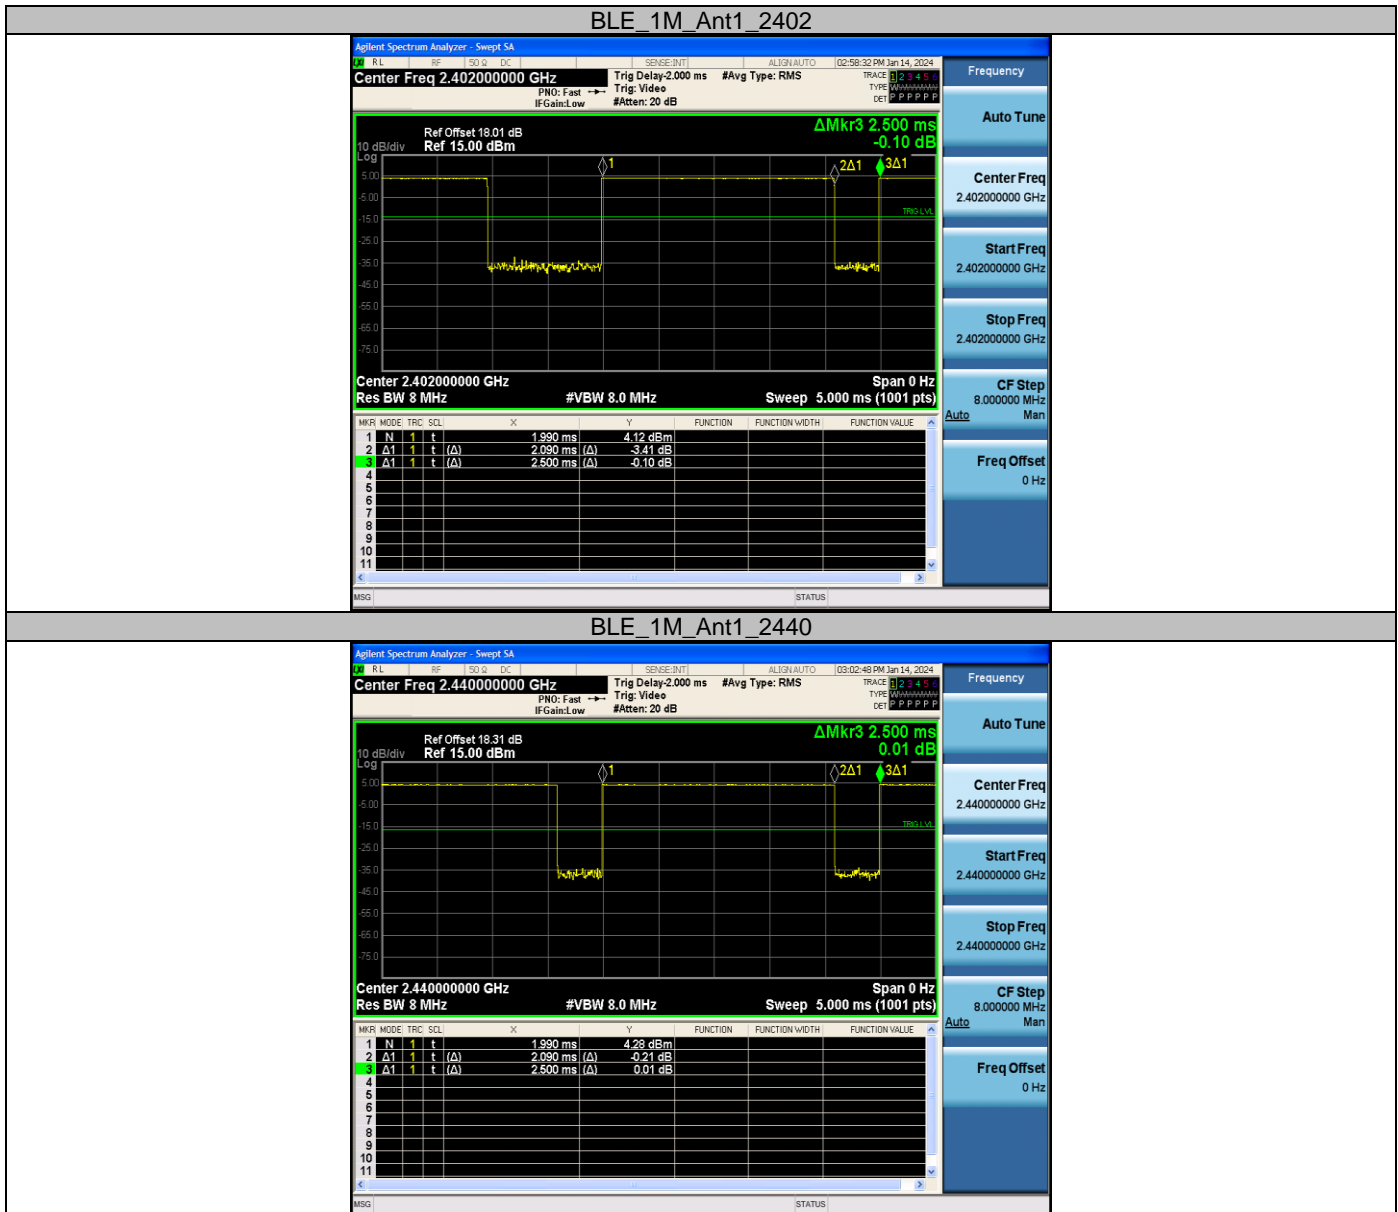 BLE_1M_Ant1_2402
Agilent Spectrum Analyzer - Swept SA
RL RF 50 Ω DC SENSE:INT ALIGN AUTO 02:58:32 PM Jan 14, 2024
Center Freq 2.402000000 GHz
Trig Delay-2.000 ms #Avg Type: RMS
TRACE 1 2 3 4 5 6
PNO: Fast Trig: Video
TYPE W
IFGain:Low #Atten: 20 dB
DET P P P P P P
Frequency
Auto Tune
Center Freq
2.402000000 GHz
Start Freq
2.402000000 GHz
Stop Freq
2.402000000 GHz
CF Step
8.000000 MHz
Auto Man
Freq Offset
0 Hz
ΔMkr3 2.500 ms
-0.10 dB
Ref Offset 18.01 dB
10 dB/div Ref 15.00 dBm
Log
1
2Δ1
3Δ1
5.00
-5.00
TRIG LVL
-15.0
-25.0
-35.0
-45.0
-55.0
-65.0
-75.0
Center 2.402000000 GHz Span 0 Hz
Res BW 8 MHz #VBW 8.0 MHz Sweep 5.000 ms (1001 pts)
MKR MODE TRC SCL X Y FUNCTION FUNCTION WIDTH FUNCTION VALUE
1 N 1 t 1.990 ms 4.12 dBm
2 Δ1 1 t (Δ) 2.090 ms (Δ) -3.41 dB
3 Δ1 1 t (Δ) 2.500 ms (Δ) -0.10 dB
4
5
6
7
8
9
10
11
MSG STATUS
BLE_1M_Ant1_2440
Agilent Spectrum Analyzer - Swept SA
RL RF 50 Ω DC SENSE:INT ALIGN AUTO 03:02:48 PM Jan 14, 2024
Center Freq 2.440000000 GHz
Trig Delay-2.000 ms #Avg Type: RMS
TRACE 1 2 3 4 5 6
PNO: Fast Trig: Video
TYPE W
IFGain:Low #Atten: 20 dB
DET P P P P P P
Frequency
Auto Tune
Center Freq
2.440000000 GHz
Start Freq
2.440000000 GHz
Stop Freq
2.440000000 GHz
CF Step
8.000000 MHz
Auto Man
Freq Offset
0 Hz
ΔMkr3 2.500 ms
0.01 dB
Ref Offset 18.31 dB
10 dB/div Ref 15.00 dBm
Log
1
2Δ1
3Δ1
5.00
-5.00
TRIG LVL
-15.0
-25.0
-35.0
-45.0
-55.0
-65.0
-75.0
Center 2.440000000 GHz Span 0 Hz
Res BW 8 MHz #VBW 8.0 MHz Sweep 5.000 ms (1001 pts)
MKR MODE TRC SCL X Y FUNCTION FUNCTION WIDTH FUNCTION VALUE
1 N 1 t 1.990 ms 4.28 dBm
2 Δ1 1 t (Δ) 2.090 ms (Δ) -0.21 dB
3 Δ1 1 t (Δ) 2.500 ms (Δ) 0.01 dB
4
5
6
7
8
9
10
11
MSG STATUS